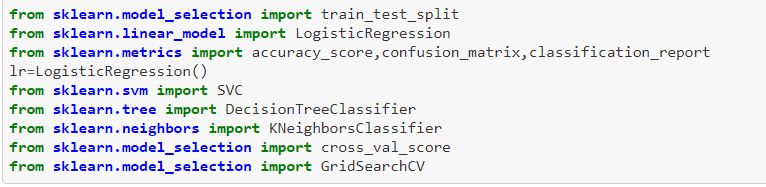 from sklearn.model_selection import train_test_split
from sklearn.linear_model import LogisticRegression
from sklearn.metrics import accuracy_score,confusion_matrix,classification_report
lr=LogisticRegression()
from sklearn.svm import SVC
from sklearn.tree import DecisionTreeClassifier
from sklearn.neighbors import KNeighborsClassifier
from sklearn.model_selection import cross_val_score
from sklearn.model_selection import GridSearchCV